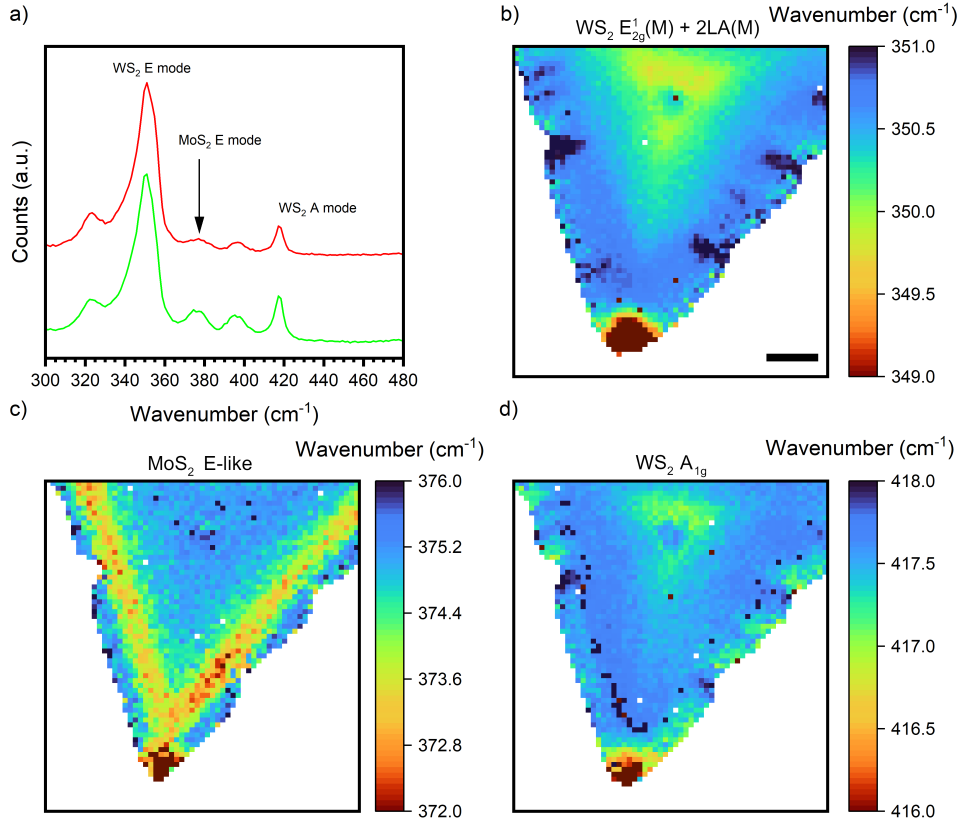 a)
WS₂ E mode
MoS₂ E mode
WS₂ A mode
Counts (a.u.)
300 320 340 360 380 400 420 440 460 480
Wavenumber (cm⁻¹)
b)
WS₂ E¹₂g(M) + 2LA(M)
Wavenumber (cm⁻¹)
351.0
350.5
350.0
349.5
349.0
c)
MoS₂ E-like
Wavenumber (cm⁻¹)
376.0
375.2
374.4
373.6
372.8
372.0
d)
WS₂ A₁g
Wavenumber (cm⁻¹)
418.0
417.5
417.0
416.5
416.0